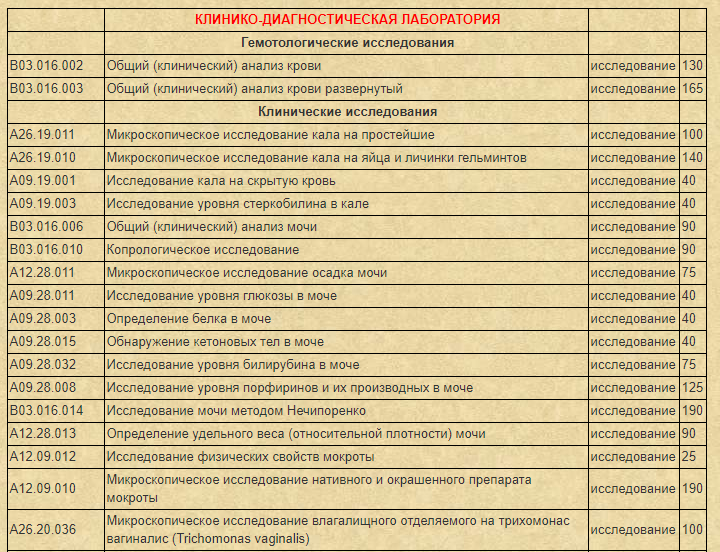 КЛИНИКО-ДИАГНОСТИЧЕСКАЯ ЛАБОРАТОРИЯ
Гемотологические исследования
B03.016.002 Общий (клинический) анализ крови исследование 130
B03.016.003 Общий (клинический) анализ крови развернутый исследование 165
Клинические исследования
A26.19.011 Микроскопическое исследование кала на простейшие исследование 100
A26.19.010 Микроскопическое исследование кала на яйца и личинки гельминтов исследование 140
A09.19.001 Исследование кала на скрытую кровь исследование 40
A09.19.003 Исследование уровня стеркобилина в кале исследование 40
B03.016.006 Общий (клинический) анализ мочи исследование 90
B03.016.010 Копрологическое исследование исследование 90
A12.28.011 Микроскопическое исследование осадка мочи исследование 75
A09.28.011 Исследование уровня глюкозы в моче исследование 40
A09.28.003 Определение белка в моче исследование 40
A09.28.015 Обнаружение кетоновых тел в моче исследование 40
A09.28.032 Исследование уровня билирубина в моче исследование 75
A09.28.008 Исследование уровня порфиринов и их производных в моче исследование 125
B03.016.014 Исследование мочи методом Нечипоренко исследование 190
A12.28.013 Определение удельного веса (относительной плотности) мочи исследование 90
A12.09.012 Исследование физических свойств мокроты исследование 25
A12.09.010 Микроскопическое исследование нативного и окрашенного препарата
мокроты исследование 190
A26.20.036 Микроскопическое исследование влагалищного отделяемого на трихомонас
вагиналис (Trichomonas vaginalis) исследование 100